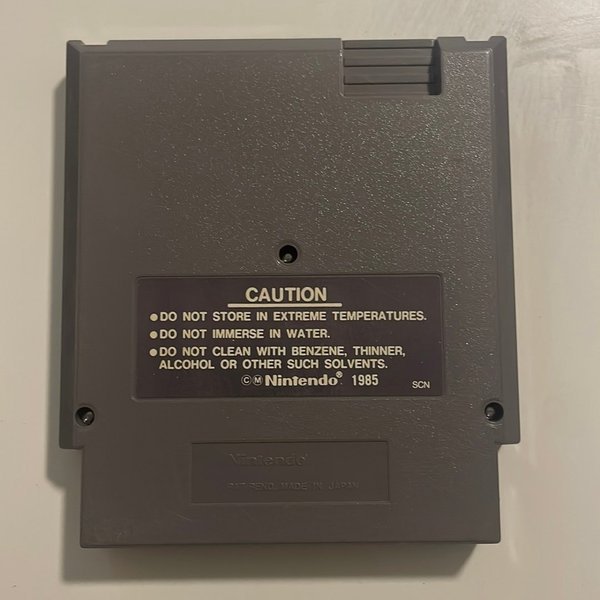 CAUTION
●DO NOT STORE IN EXTREME TEMPERATURES.
●DO NOT IMMERSE IN WATER.
●DO NOT CLEAN WITH BENZENE, THINNER,
ALCOHOL OR OTHER SUCH SOLVENTS.
ⒸⓂNintendo® 1985 SCN
Nintendo®
PAT. PEND. MADE IN JAPAN